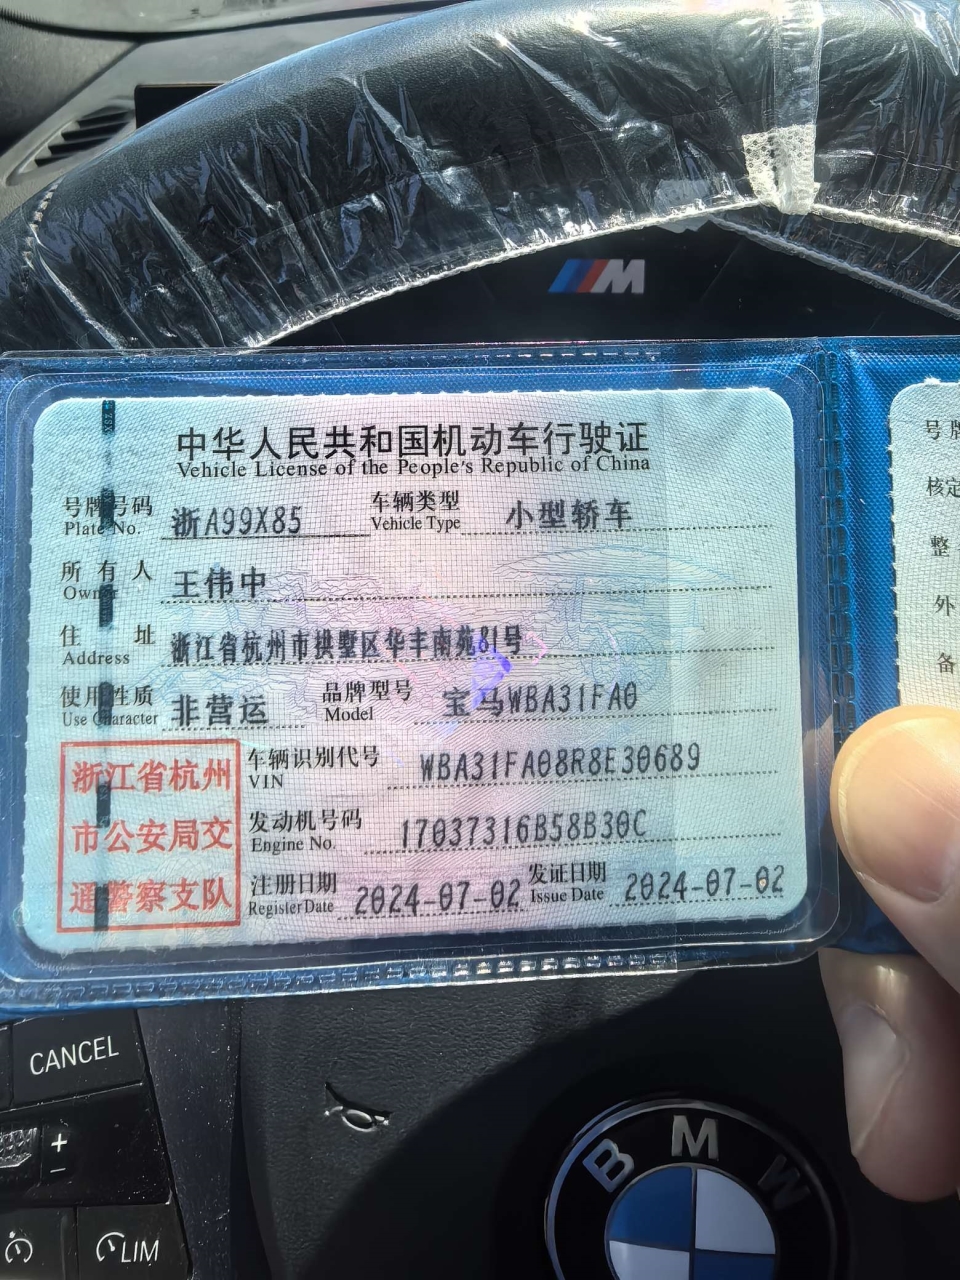 M
中华人民共和国机动车行驶证
Vehicle License of the People's Republic of China
号牌号码 浙A99X85 车辆类型 小型轿车
Plate No. Vehicle Type
所有人 王伟中
Owner
住址 浙江省杭州市拱墅区华丰南苑81号
Address
使用性质 非营运 品牌型号 宝马WBA31FA0
Use Character Model
浙江省杭州
市公安局交
通警察支队
车辆识别代号 WBA31FA08R8E30689
VIN
发动机号码 17037316B58B30C
Engine No.
注册日期 2024-07-02 发证日期 2024-07-02
Register Date Issue Date
号牌
核定
整
外
备
CANCEL
+
-
LIM
BMW